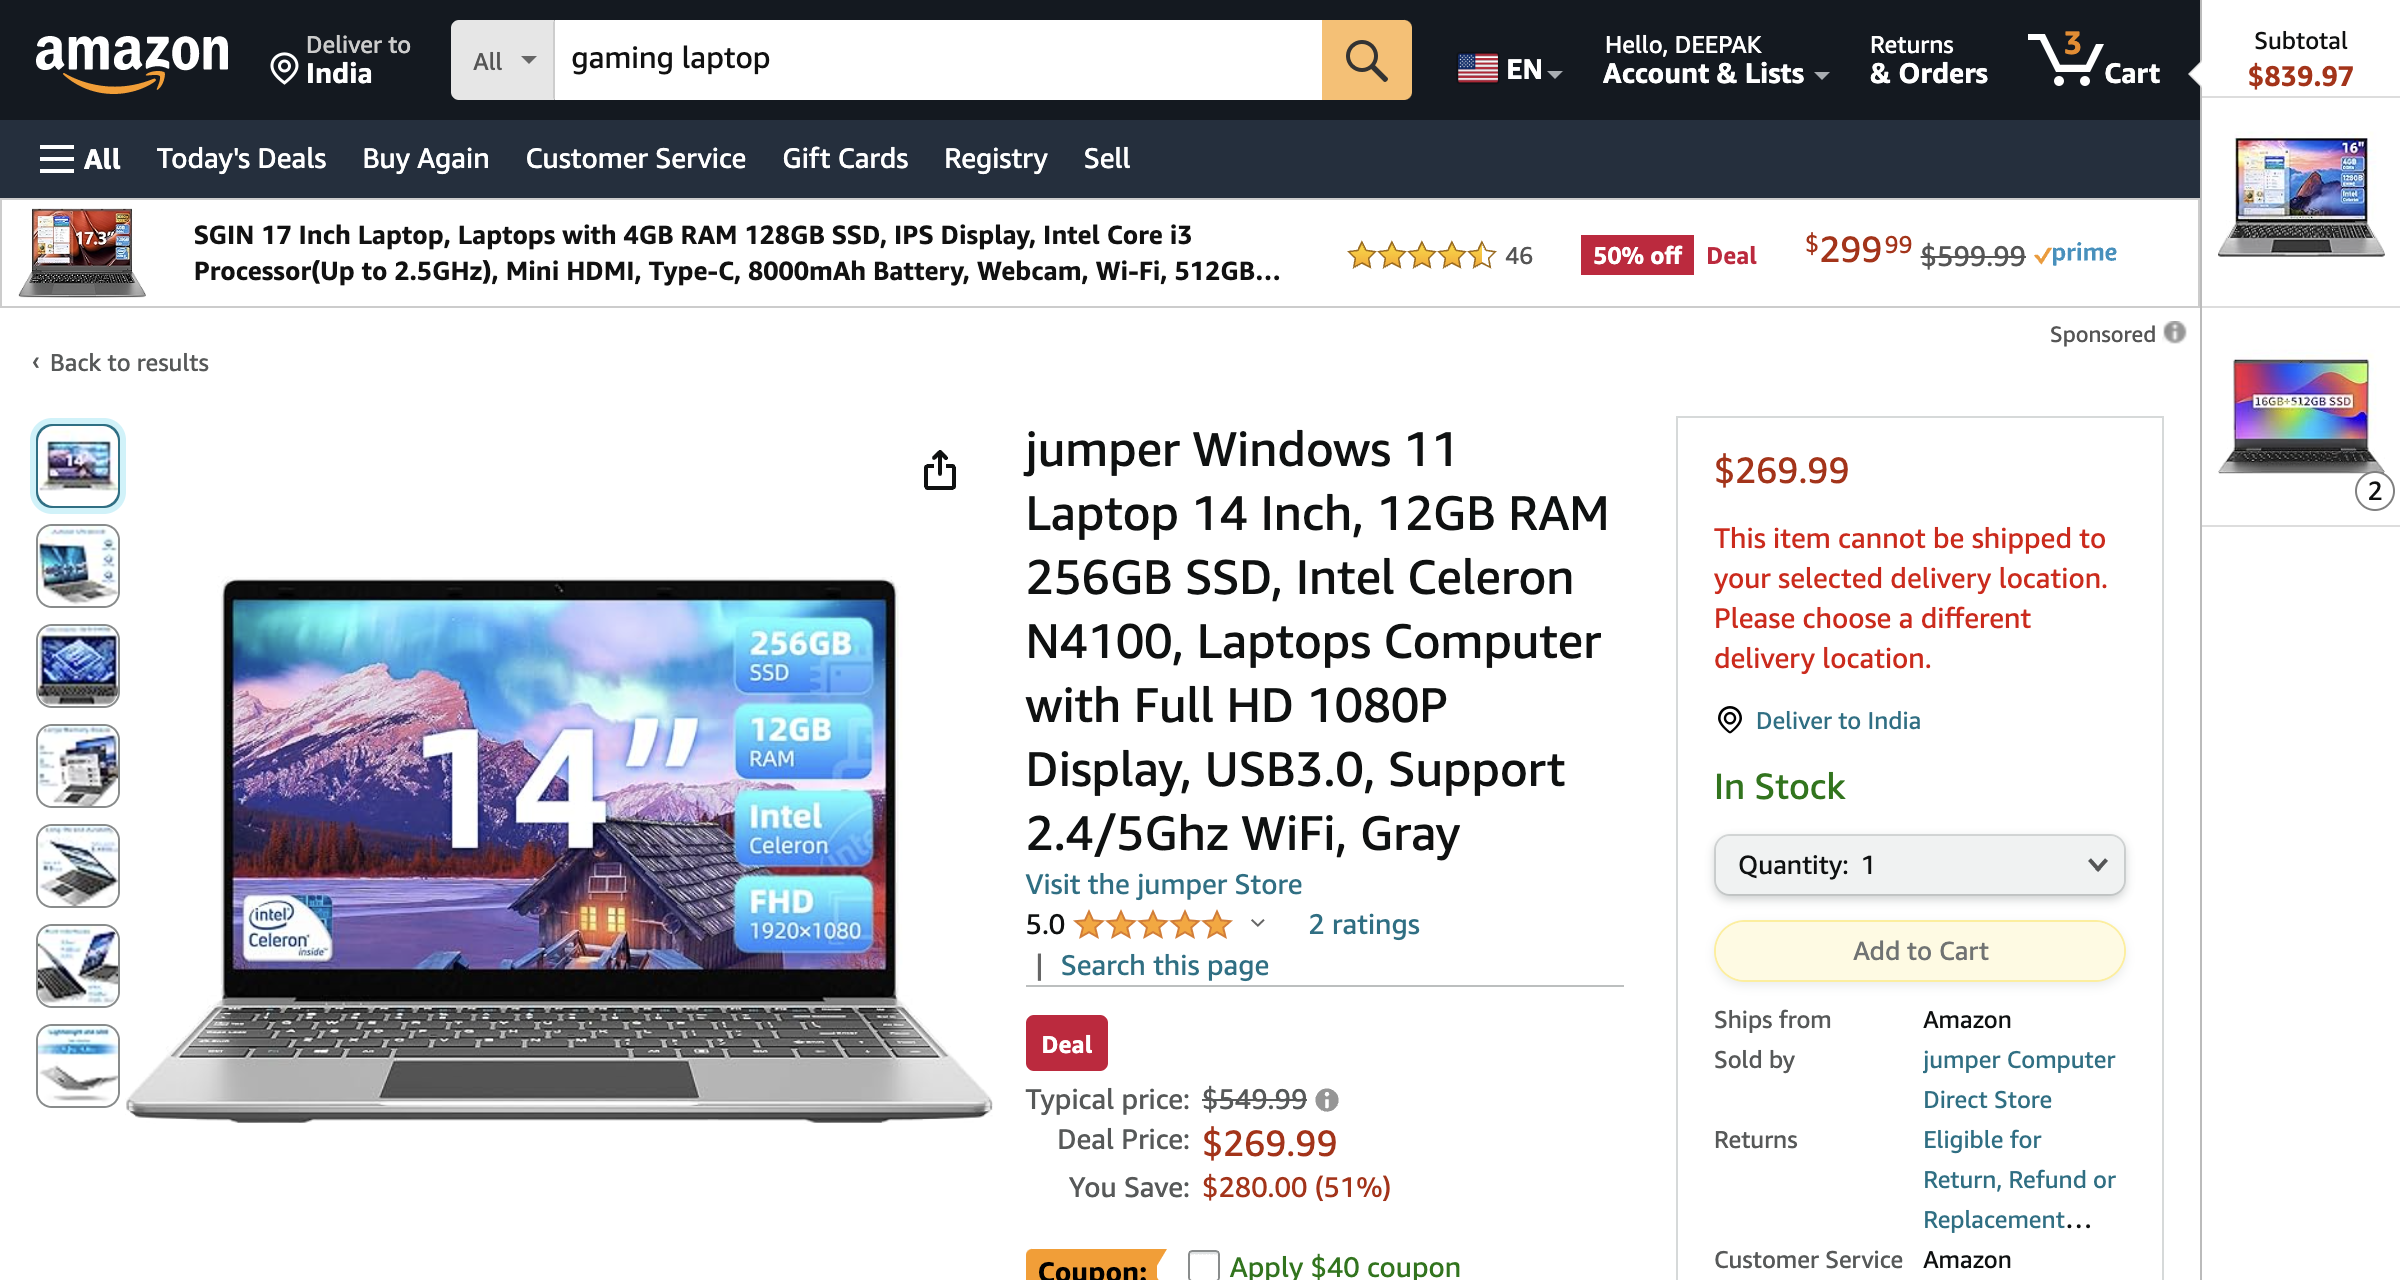 amazon
Deliver to
India
All
gaming laptop
EN
Hello, DEEPAK
Account & Lists
Returns
& Orders
3
Cart
Subtotal
$839.97
All
Today's Deals
Buy Again
Customer Service
Gift Cards
Registry
Sell
17.3"
SGIN 17 Inch Laptop, Laptops with 4GB RAM 128GB SSD, IPS Display, Intel Core i3
Processor(Up to 2.5GHz), Mini HDMI, Type-C, 8000mAh Battery, Webcam, Wi-Fi, 512GB...
46
50% off
Deal
$299 99
$599.99
prime
16"
4GB
128GB
Intel
Sponsored
‹ Back to results
16GB+512GB SSD
2
14"
256GB
SSD
12GB
RAM
Intel
Celeron
FHD
1920×1080
14"
intel
Celeron
inside
jumper Windows 11
Laptop 14 Inch, 12GB RAM
256GB SSD, Intel Celeron
N4100, Laptops Computer
with Full HD 1080P
Display, USB3.0, Support
2.4/5Ghz WiFi, Gray
Visit the jumper Store
5.0
2 ratings
| Search this page
Deal
Typical price: $549.99
Deal Price: $269.99
You Save: $280.00 (51%)
Coupon:
Apply $40 coupon
$269.99
This item cannot be shipped to
your selected delivery location.
Please choose a different
delivery location.
Deliver to India
In Stock
Quantity: 1
Add to Cart
Ships from Amazon
Sold by jumper Computer
Direct Store
Returns Eligible for
Return, Refund or
Replacement...
Customer Service Amazon